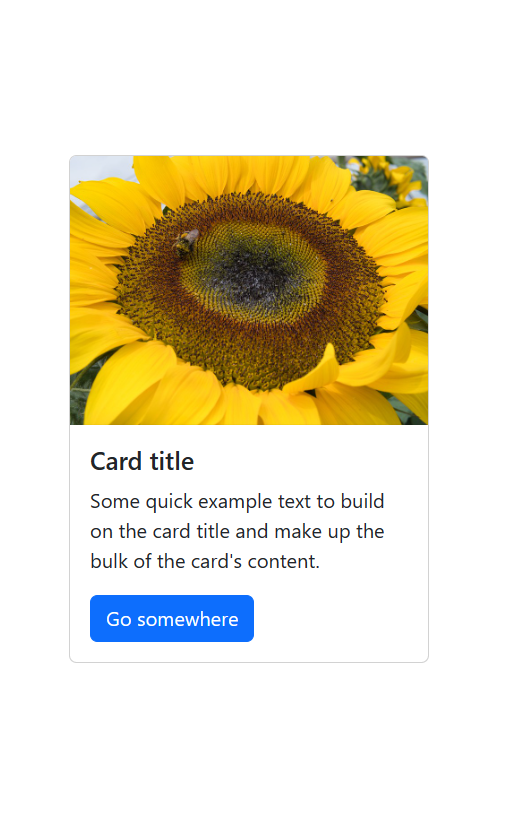 Card title
Some quick example text to build
on the card title and make up the
bulk of the card's content.
Go somewhere